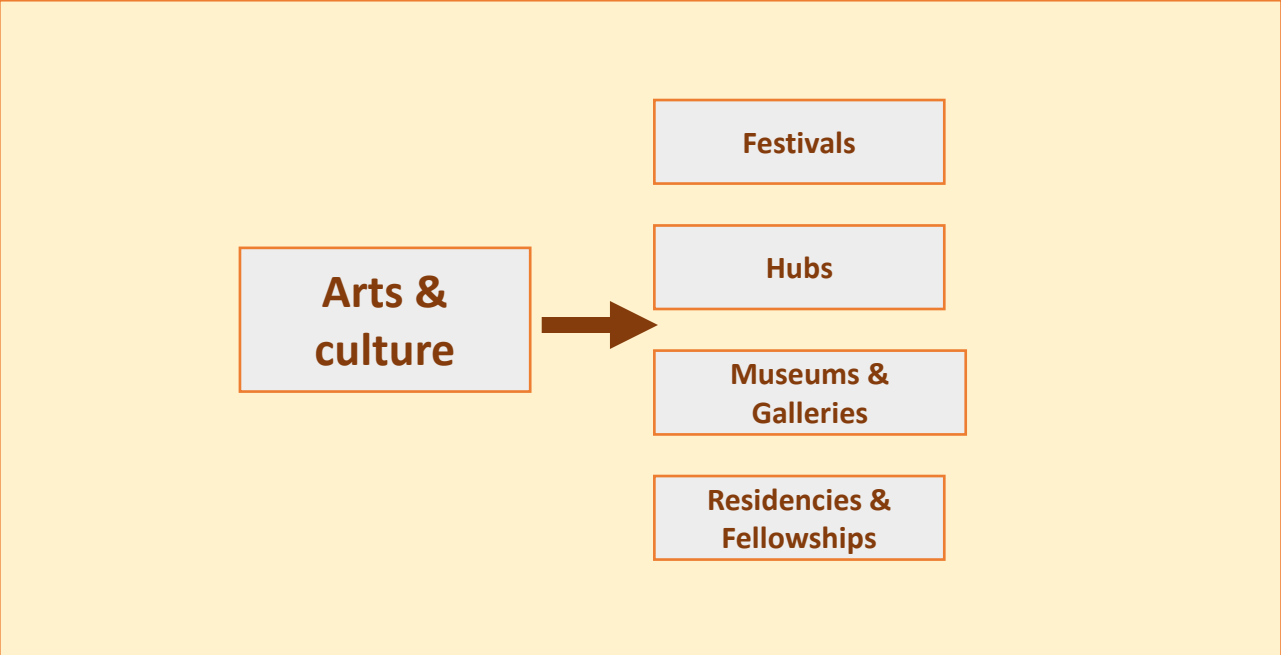 Festivals
Hubs
Arts &
culture
Museums &
Galleries
Residencies &
Fellowships